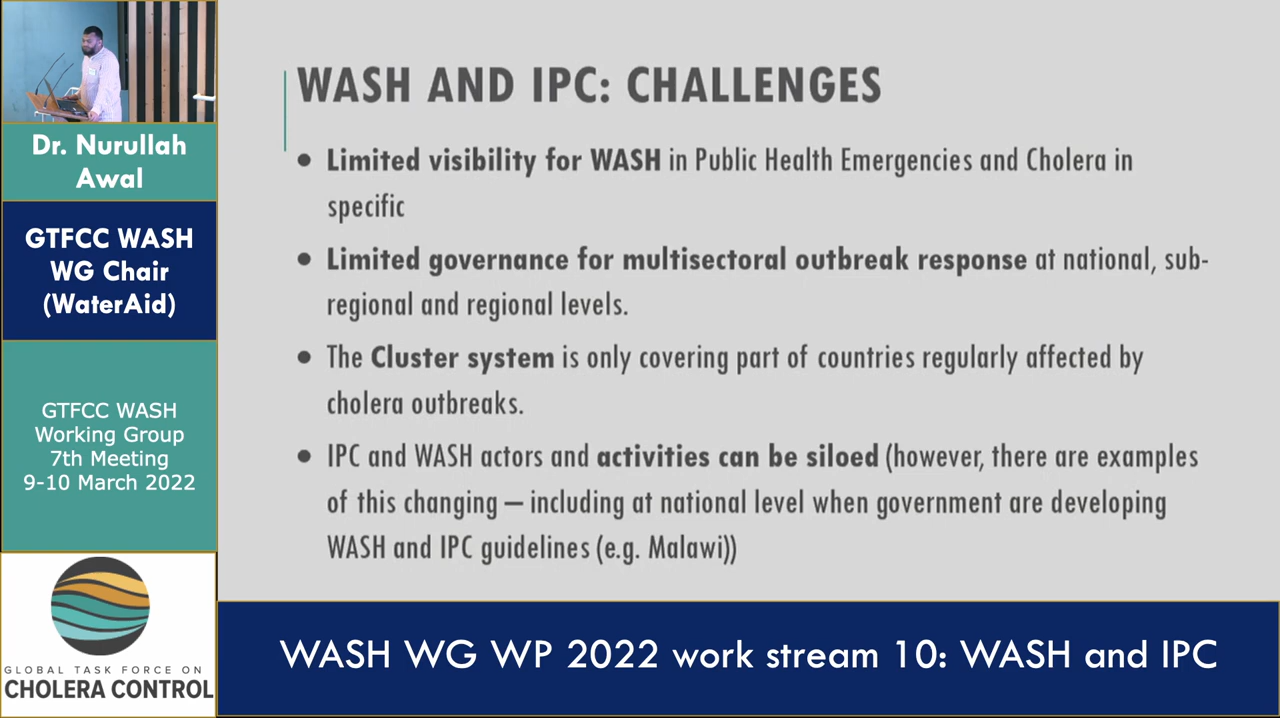 Dr. Nurullah
Awal
GTFCC WASH
WG Chair
(WaterAid)
GTFCC WASH
Working Group
7th Meeting
9-10 March 2022
GLOBAL TASK FORCE ON
CHOLERA CONTROL
WASH AND IPC: CHALLENGES
• Limited visibility for WASH in Public Health Emergencies and Cholera in
specific
• Limited governance for multisectoral outbreak response at national, sub-
regional and regional levels.
• The Cluster system is only covering part of countries regularly affected by
cholera outbreaks.
• IPC and WASH actors and activities can be siloed (however, there are examples
of this changing – including at national level when government are developing
WASH and IPC guidelines (e.g. Malawi))
WASH WG WP 2022 work stream 10: WASH and IPC